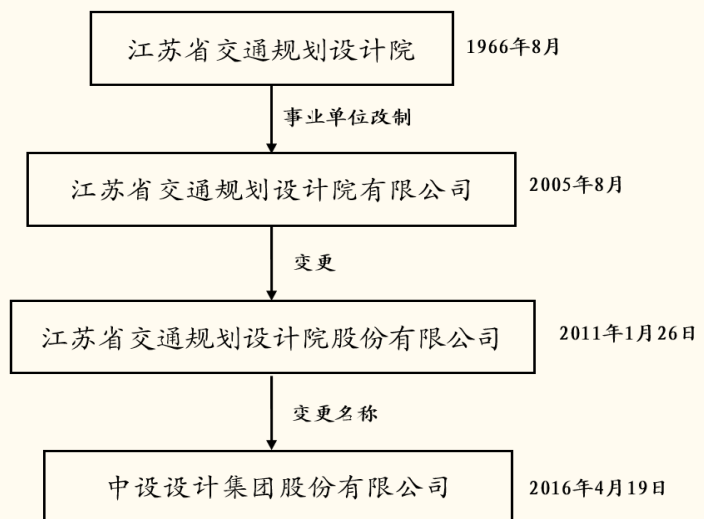 江苏省交通规划设计院
1966年8月
事业单位改制
江苏省交通规划设计院有限公司
2005年8月
变更
江苏省交通规划设计院股份有限公司
2011年1月26日
变更名称
中设设计集团股份有限公司
2016年4月19日